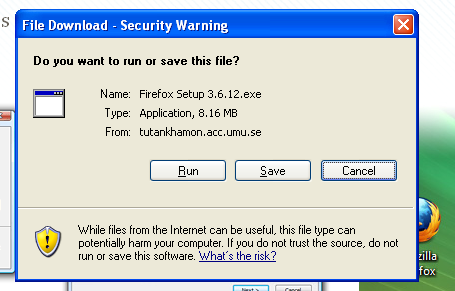 s
File Download - Security Warning
Do you want to run or save this file?
Name: Firefox Setup 3.6.12.exe
Type: Application, 8.16 MB
From: tutankhamon.acc.umu.se
Run Save Cancel
While files from the Internet can be useful, this file type can
potentially harm your computer. If you do not trust the source, do not
run or save this software. What's the risk?
zilla
fox
Next > Cancel